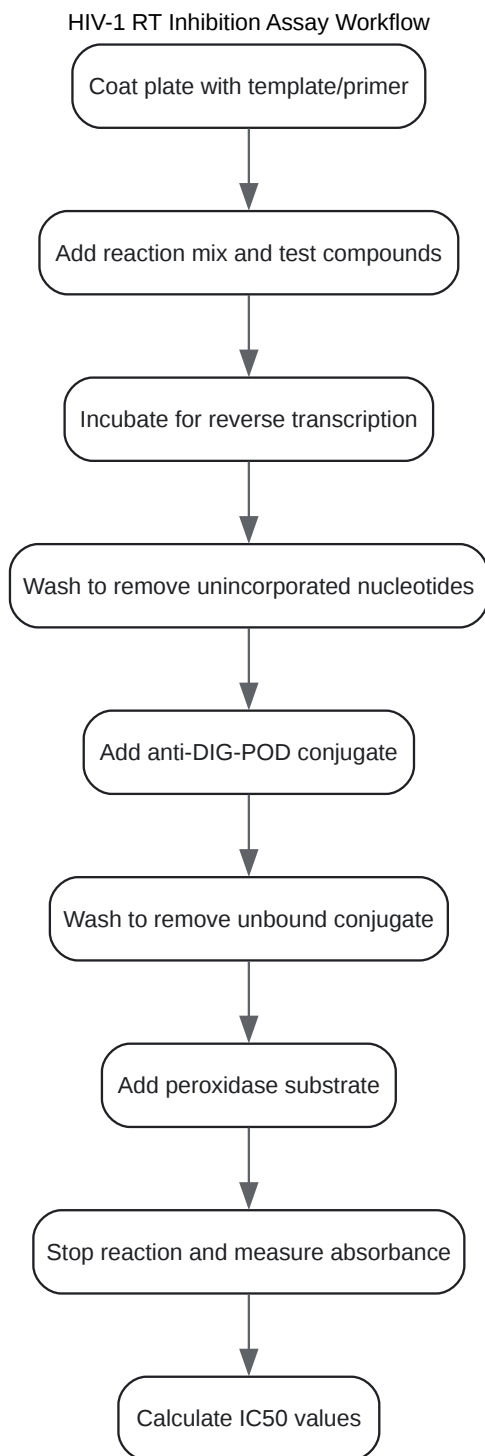 HIV-1 RT Inhibition Assay Workflow
Coat plate with template/primer
Add reaction mix and test compounds
Incubate for reverse transcription
Wash to remove unincorporated nucleotides
Add anti-DIG-POD conjugate
Wash to remove unbound conjugate
Add peroxidase substrate
Stop reaction and measure absorbance
Calculate IC50 values